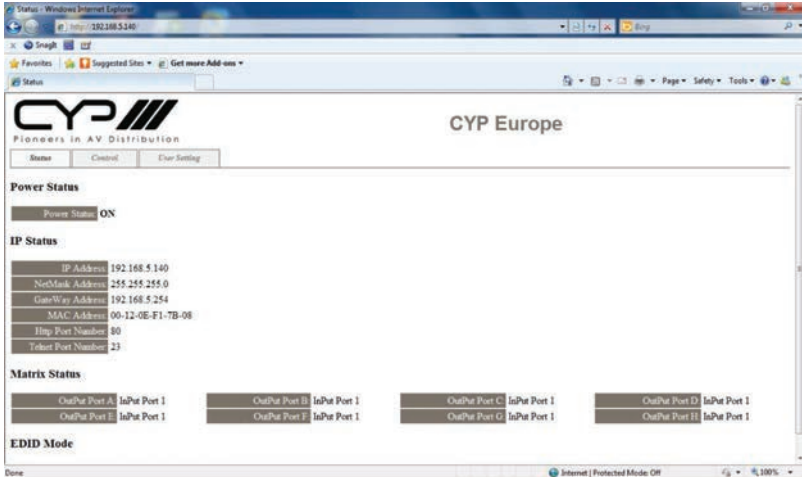 Status - Windows Internet Explorer
http://192.168.5.140/
Bing
x Snagit
Favorites Suggested Sites Get more Add-ons
Status
Page Safety Tools
CYP
Pioneers in AV Distribution
CYP Europe
Status Control User Setting
Power Status
Power Status: ON
IP Status
IP Address: 192.168.5.140
NetMask Address: 255.255.255.0
GateWay Address: 192.168.5.254
MAC Address: 00-12-0E-F1-7B-08
Http Port Number: 80
Telnet Port Number: 23
Matrix Status
OutPut Port A: InPut Port 1 OutPut Port B: InPut Port 1 OutPut Port C: InPut Port 1 OutPut Port D: InPut Port 1
OutPut Port E: InPut Port 1 OutPut Port F: InPut Port 1 OutPut Port G: InPut Port 1 OutPut Port H: InPut Port 1
EDID Mode
Done Internet | Protected Mode: Off 100%